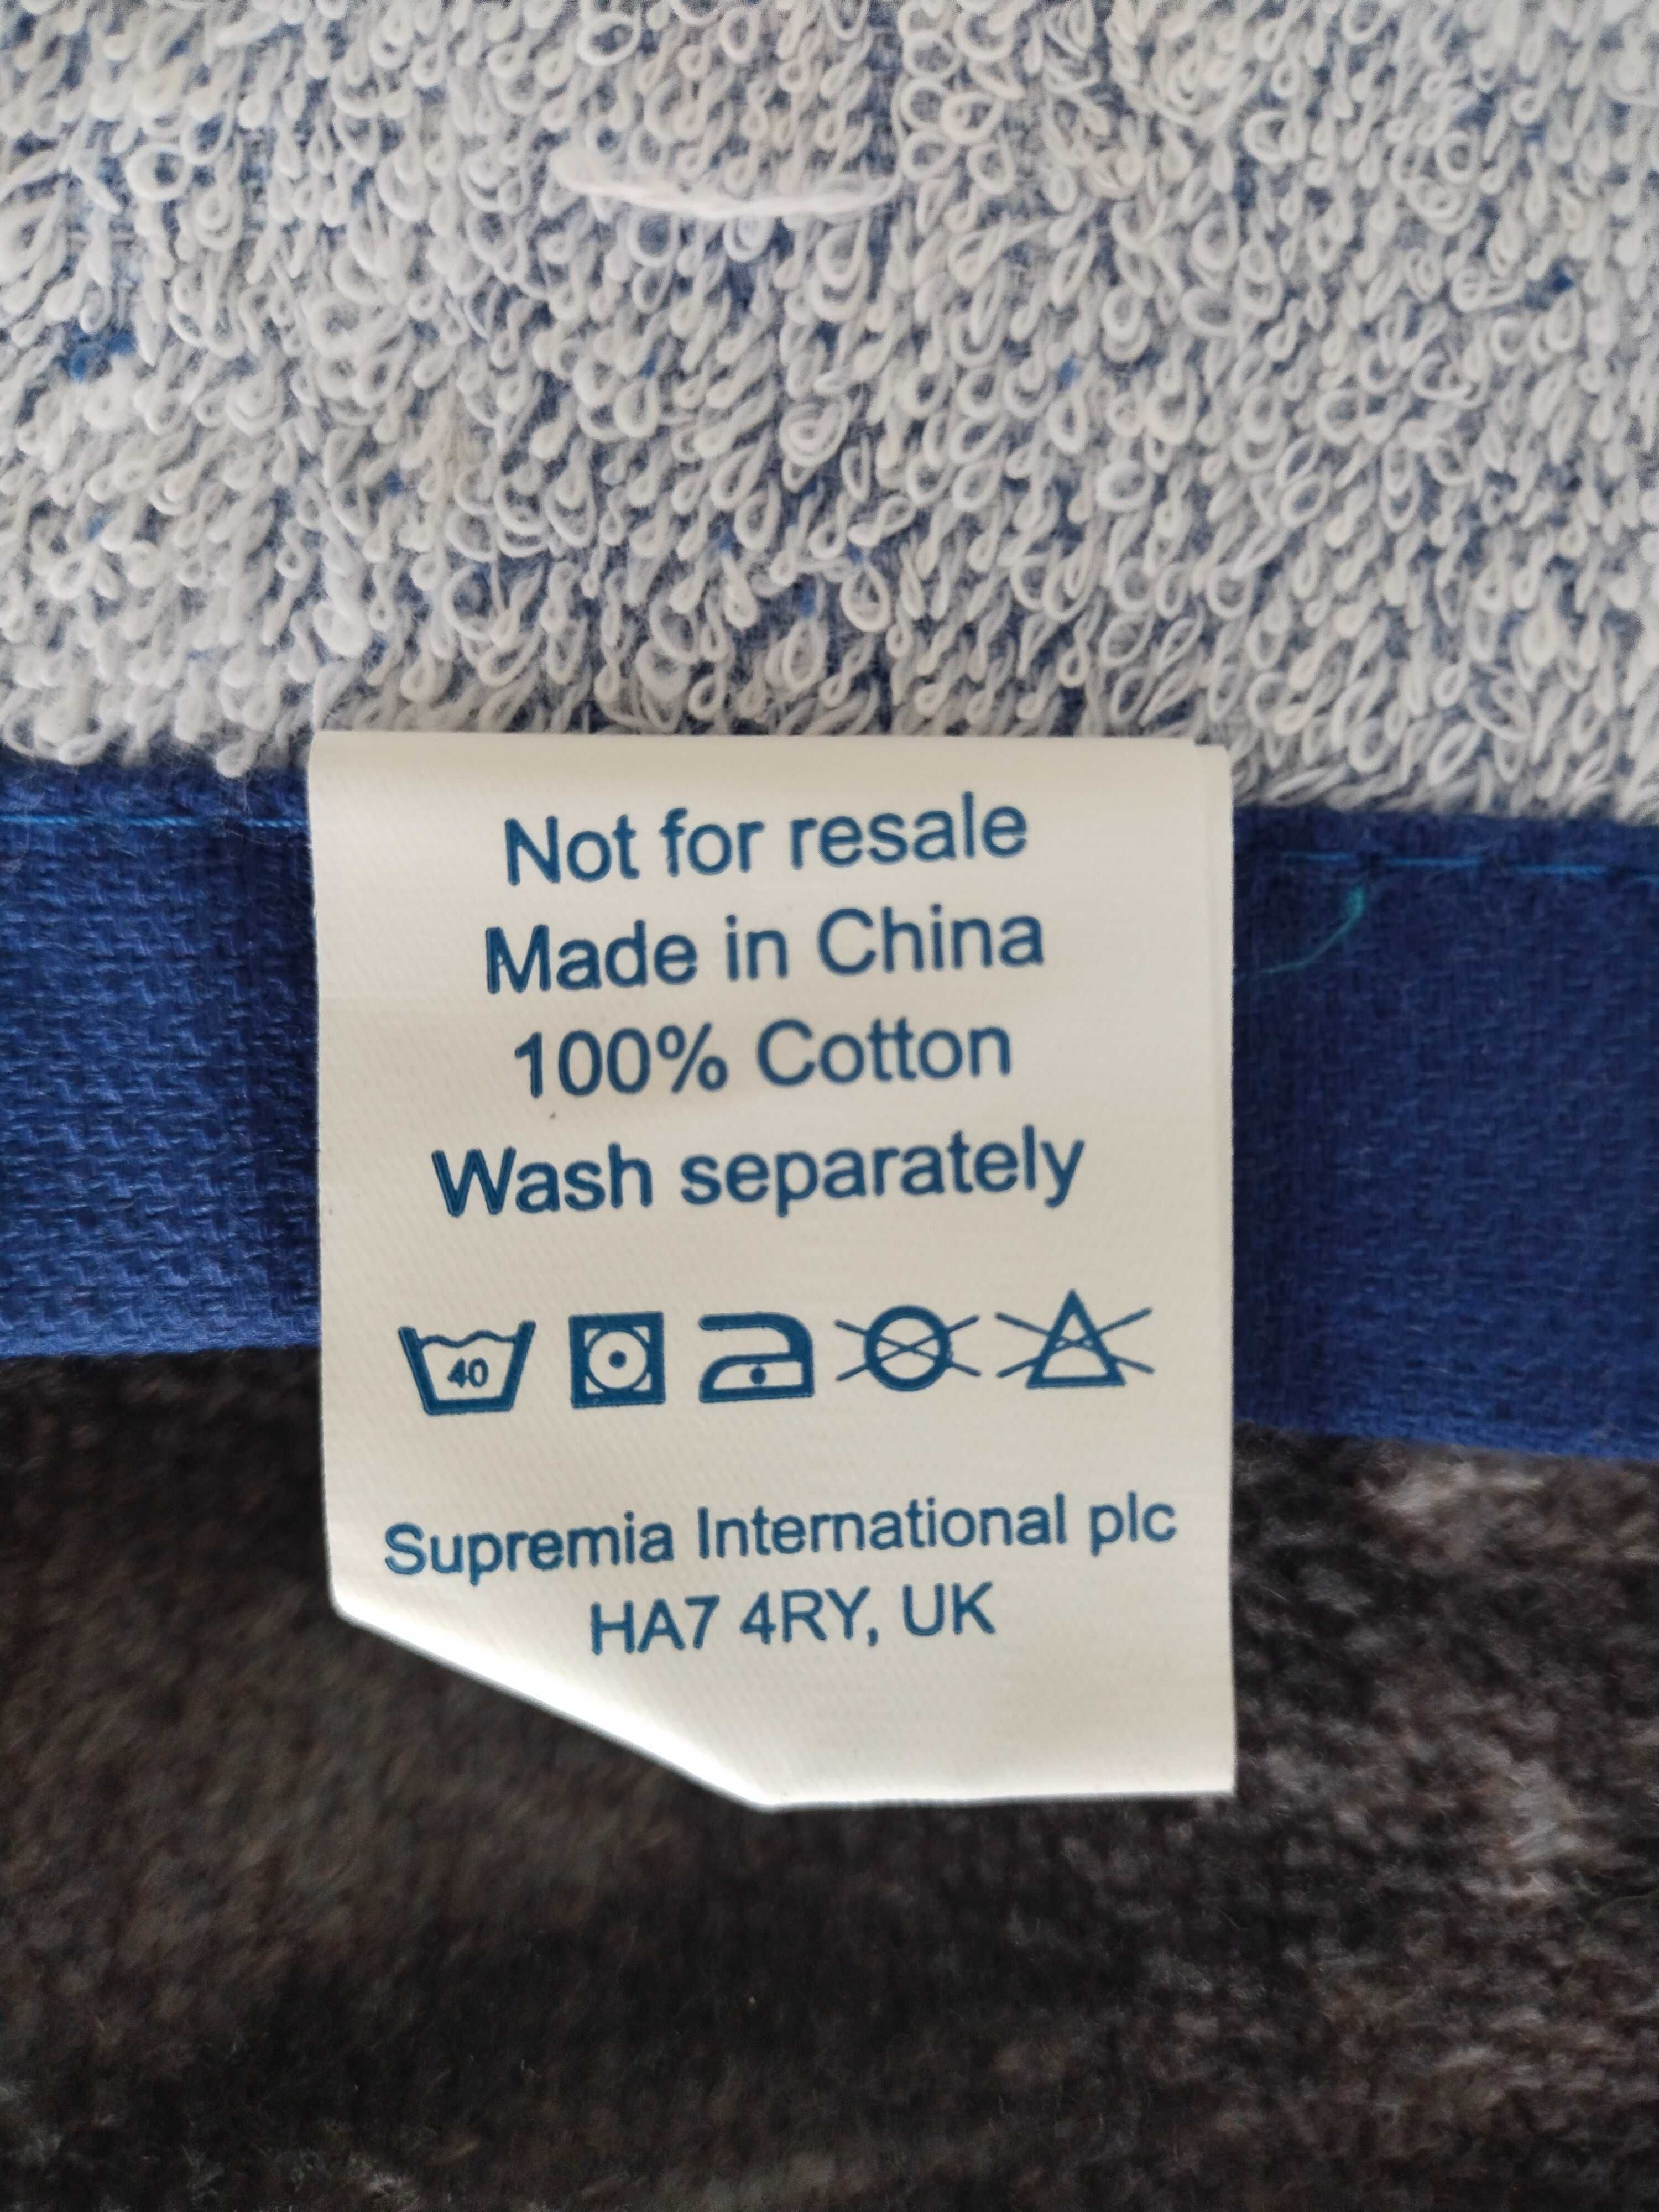 Not for resale
Made in China
100% Cotton
Wash separately
40
Supremia International plc
HA7 4RY, UK